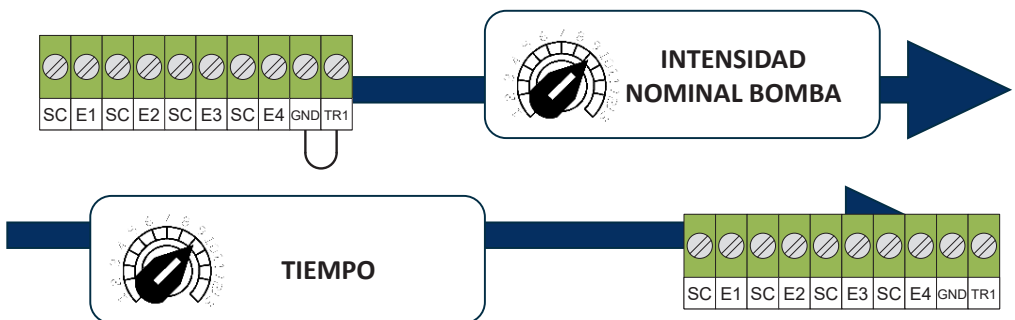 INTENSIDAD
NOMINAL BOMBA
SC E1 SC E2 SC E3 SC E4 GND TR1
TIEMPO
SC E1 SC E2 SC E3 SC E4 GND TR1